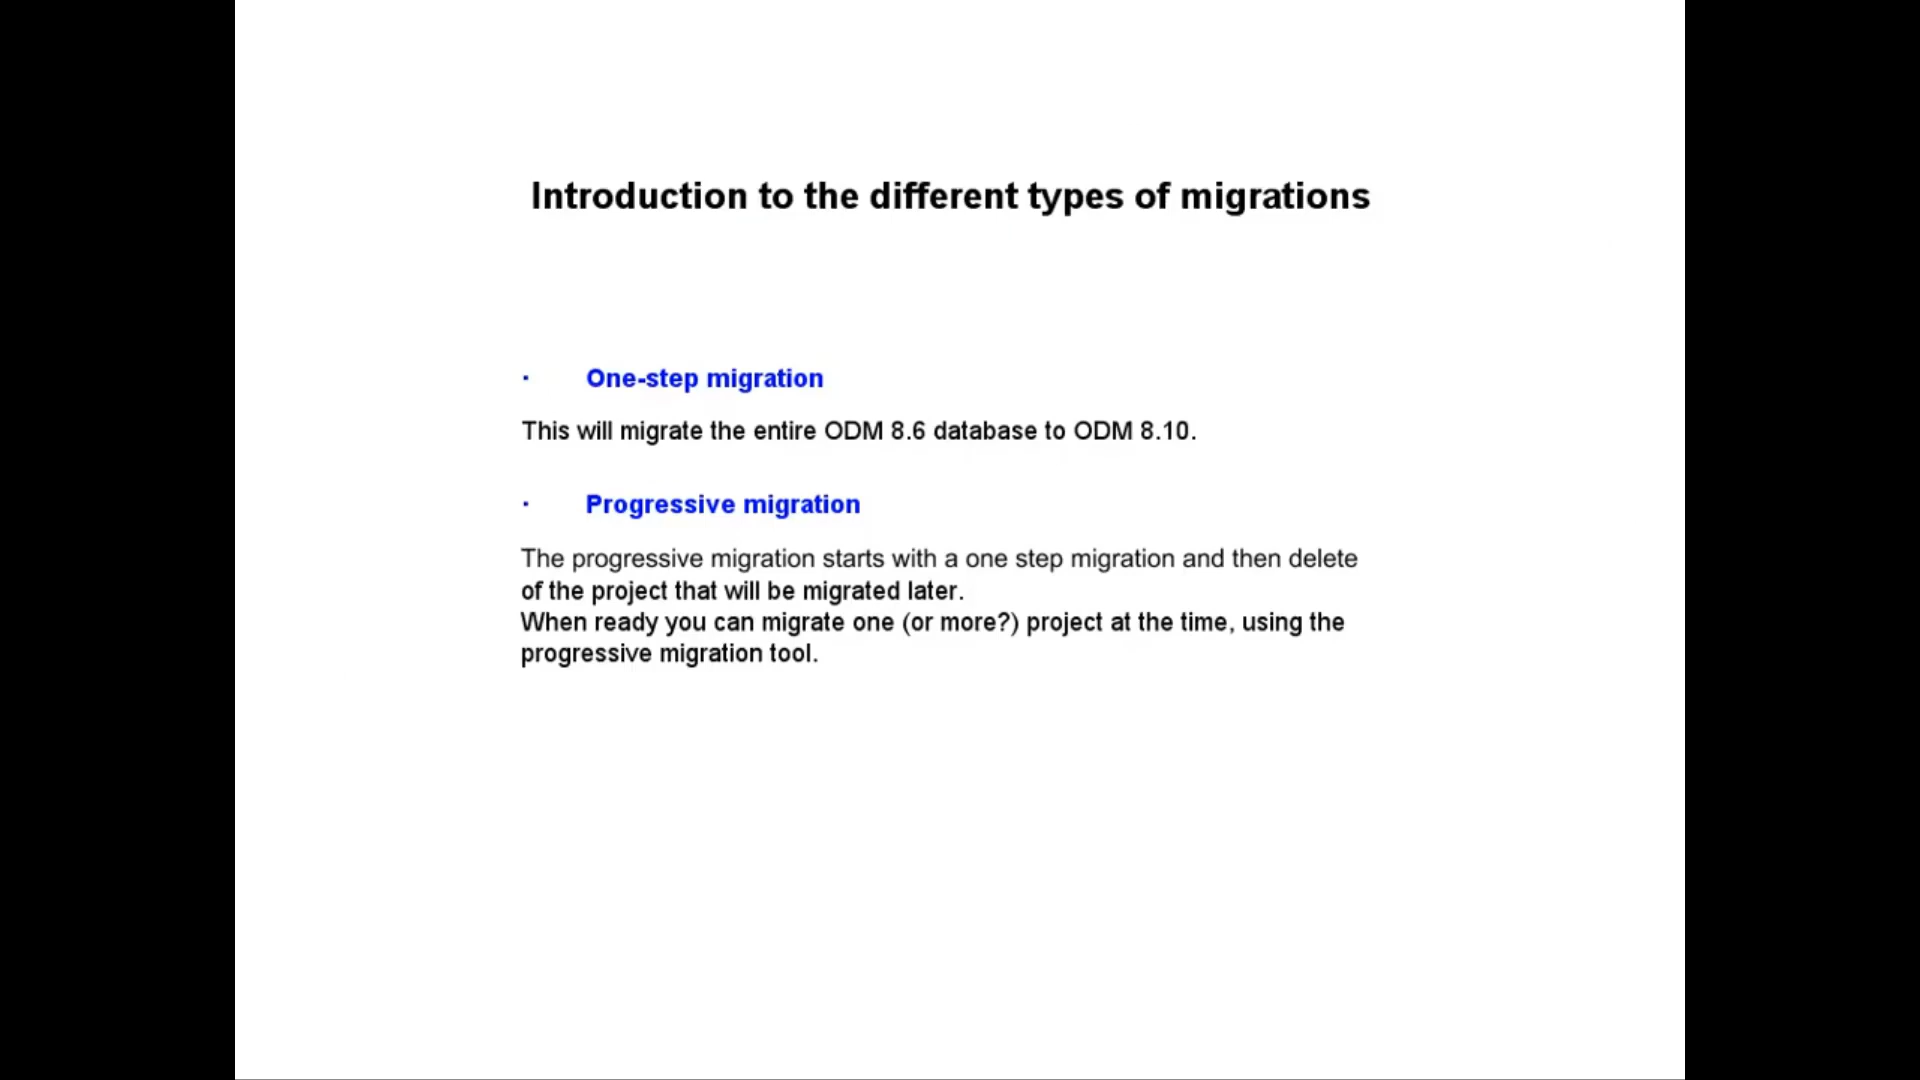 Introduction to the different types of migrations
· One-step migration
This will migrate the entire ODM 8.6 database to ODM 8.10.
· Progressive migration
The progressive migration starts with a one step migration and then delete
of the project that will be migrated later.
When ready you can migrate one (or more?) project at the time, using the
progressive migration tool.